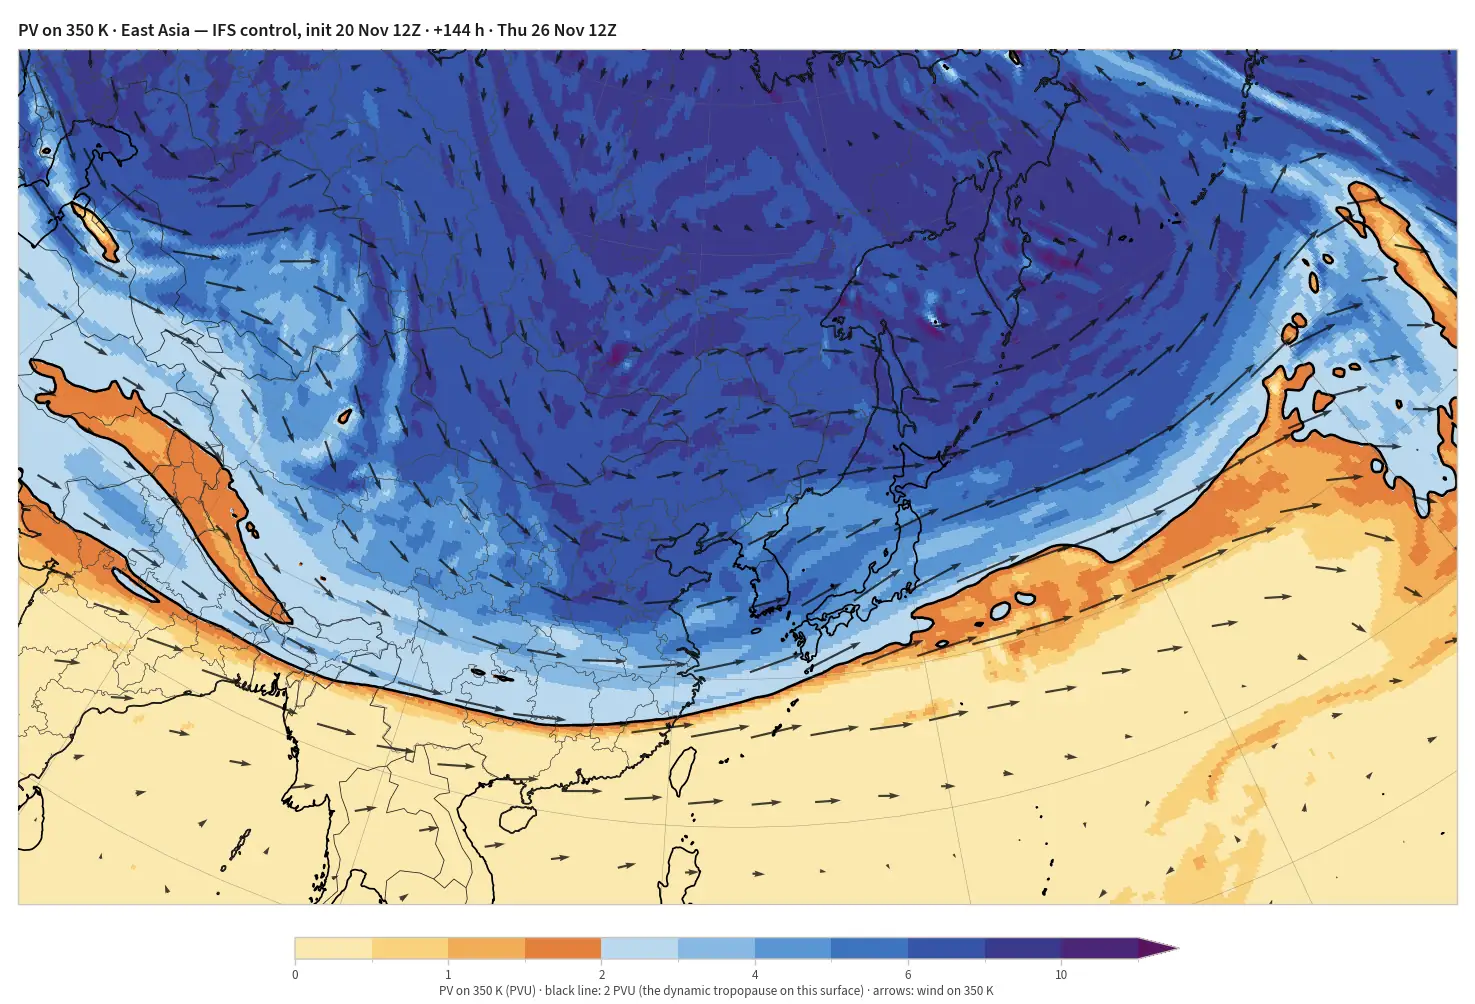 PV on 350 K · East Asia — IFS control, init 20 Nov 12Z · +144 h · Thu 26 Nov 12Z
0 1 2 4 6 10
PV on 350 K (PVU) · black line: 2 PVU (the dynamic tropopause on this surface) · arrows: wind on 350 K